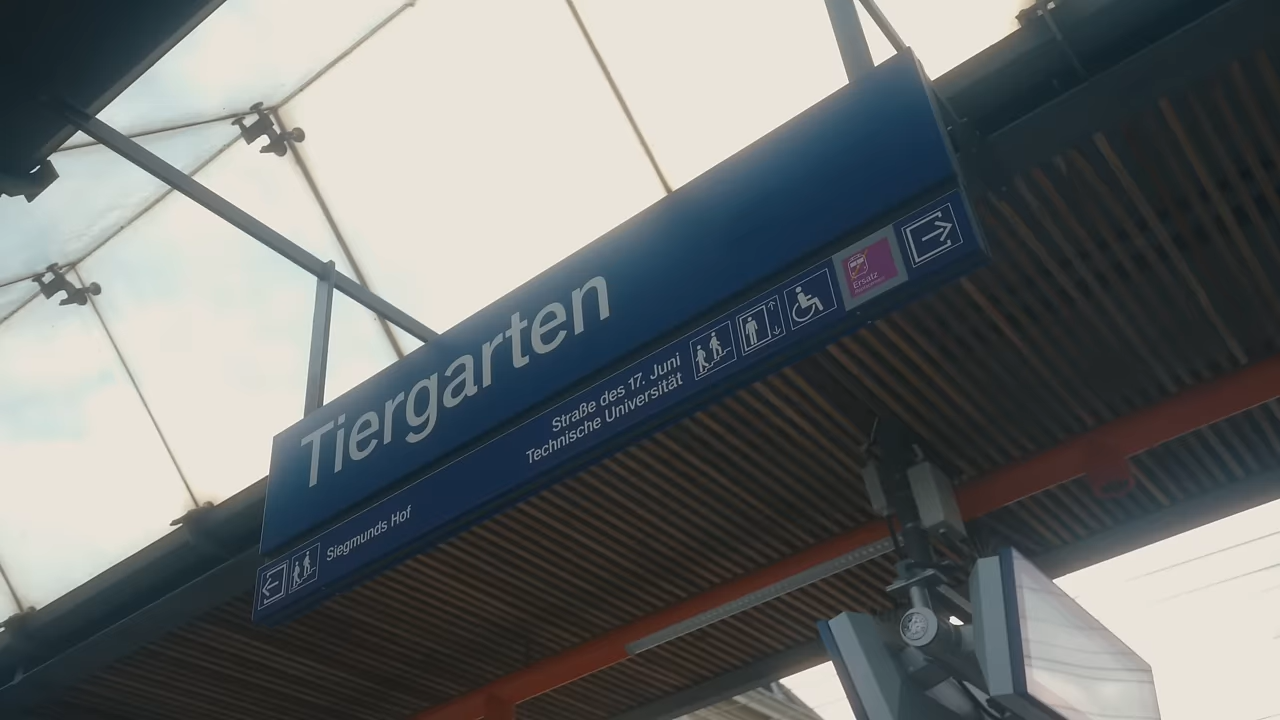 Tiergarten
Straße des 17. Juni
Technische Universität
Ersatz
Siegmunds Hof